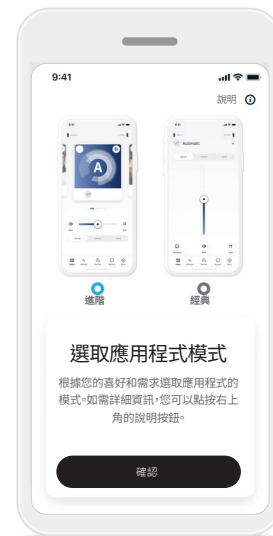 9:41
說明
A
Automatic
進階
經典
選取應用程式模式
根據您的喜好和需求選取應用程式的
模式。如需詳細資訊，您可以點按右上
角的說明按鈕。
確認